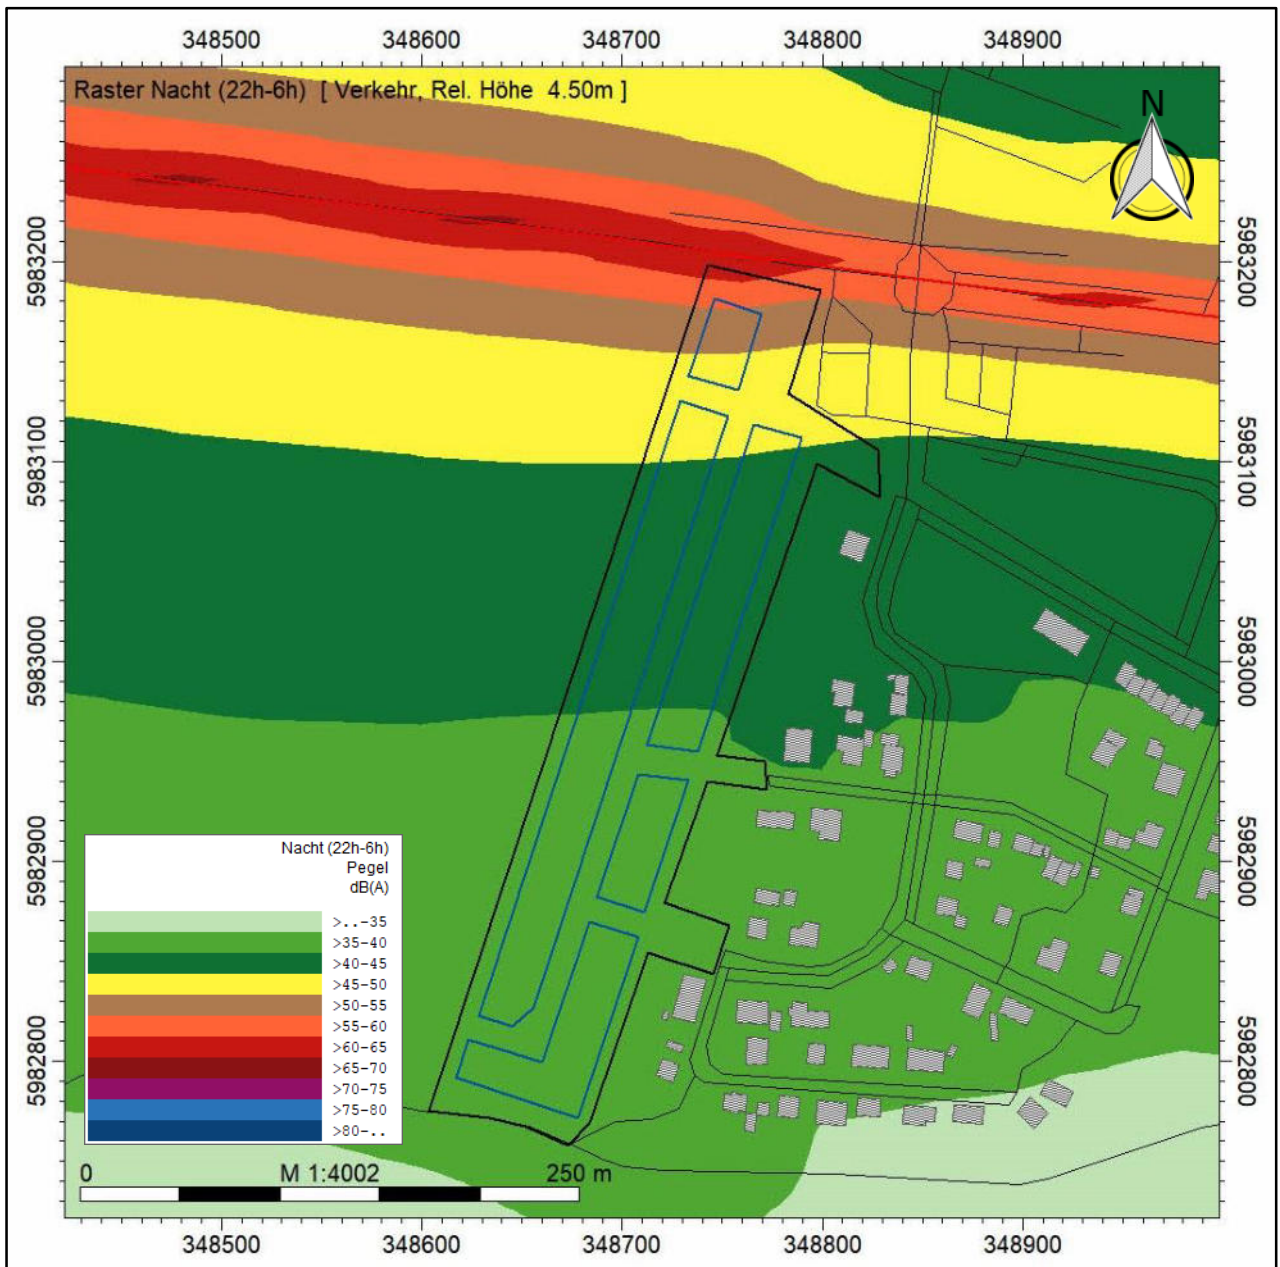 348500 348600 348700 348800 348900
Raster Nacht (22h-6h) [ Verkehr, Rel. Höhe 4.50m ]
N
5983200 5983200
5983100 5983100
5983000 5983000
5982900 5982900
5982800 5982800
Nacht (22h-6h)
Pegel
dB(A)
>..-35
>35-40
>40-45
>45-50
>50-55
>55-60
>60-65
>65-70
>70-75
>75-80
>80-..
0 M 1:4002 250 m
348500 348600 348700 348800 348900